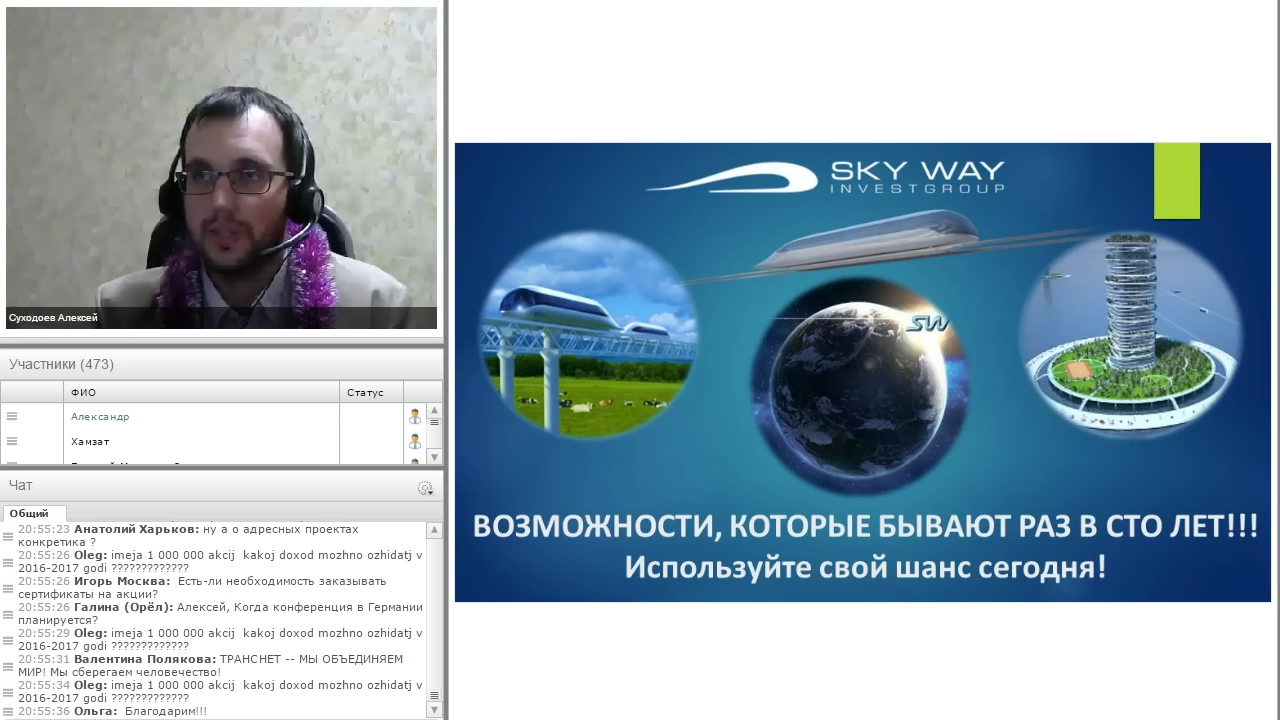 Суходоев Алексей
Участники (473)
ФИО
Статус
Александр
Хамзат
Чат
Общий
20:55:23 Анатолий Харьков: ну а о адресных проектах
конкретика ?
20:55:26 Oleg: imeja 1 000 000 akcij kakoj doxod mozhno ozhidatj v
2016-2017 godi ?????????????
20:55:26 Игорь Москва: Есть-ли необходимость заказывать
сертификаты на акции?
20:55:26 Галина (Орёл): Алексей, Когда конференция в Германии
планируется?
20:55:29 Oleg: imeja 1 000 000 akcij kakoj doxod mozhno ozhidatj v
2016-2017 godi ?????????????
20:55:31 Валентина Полякова: ТРАНСНЕТ -- МЫ ОБЪЕДИНЯЕМ
МИР! Мы сберегаем человечество!
20:55:34 Oleg: imeja 1 000 000 akcij kakoj doxod mozhno ozhidatj v
2016-2017 godi ?????????????
20:55:36 Ольга: Благодарим!!!
SKY WAY
INVESTGROUP
SW
ВОЗМОЖНОСТИ, КОТОРЫЕ БЫВАЮТ РАЗ В СТО ЛЕТ!!!
Используйте свой шанс сегодня!